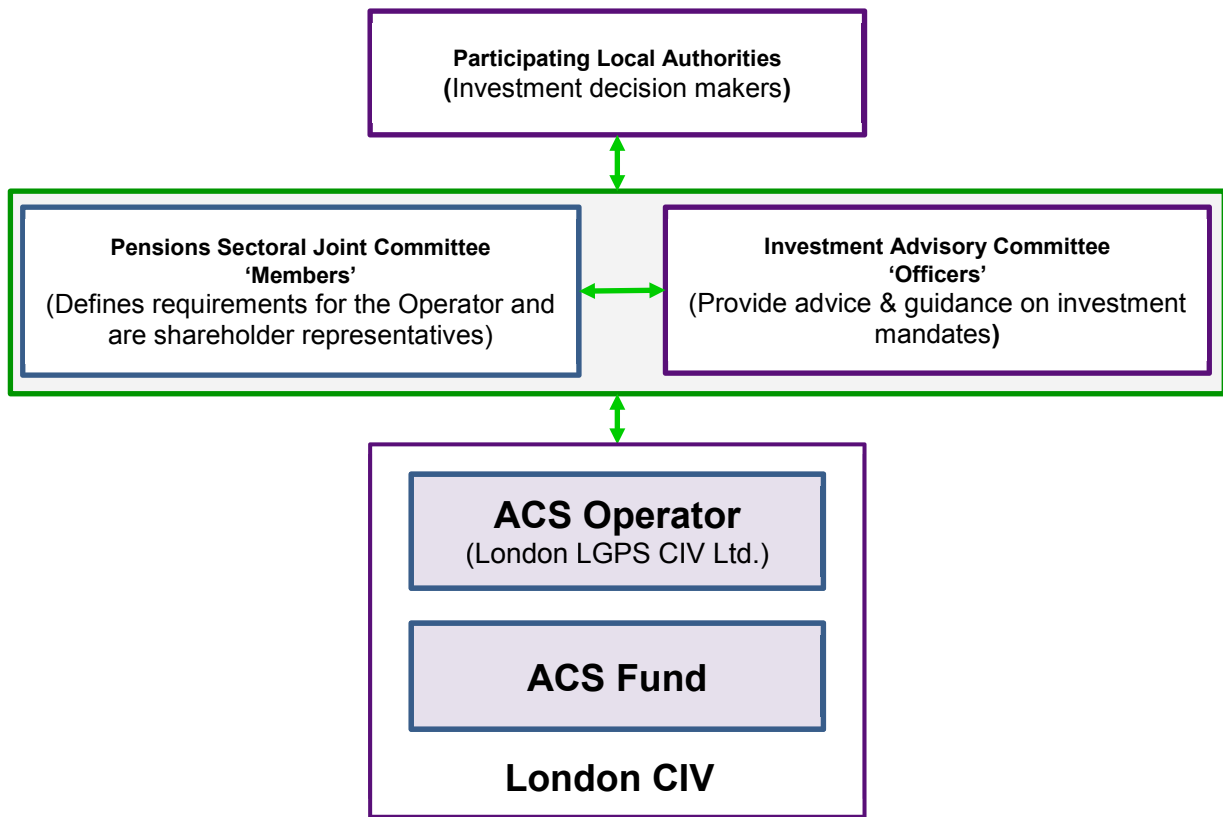 Participating Local Authorities
(Investment decision makers)
Pensions Sectoral Joint Committee
‘Members’
(Defines requirements for the Operator and
are shareholder representatives)
Investment Advisory Committee
‘Officers’
(Provide advice & guidance on investment
mandates)
ACS Operator
(London LGPS CIV Ltd.)
ACS Fund
London CIV